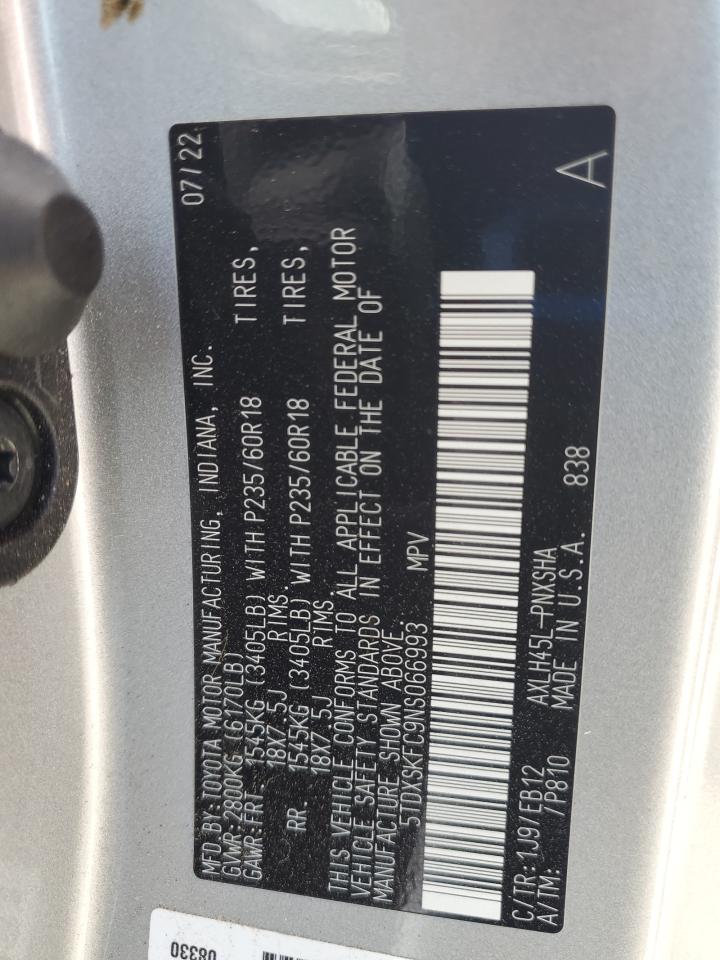 MFD BY: TOYOTA MOTOR MANUFACTURING, INDIANA, INC. 07/22
GVWR: 2800KG (6170LB)
GAWR: FRT. 1545KG (3405LB) WITH P235/60R18 TIRES,
18X7.5J RIMS.
RR. 1545KG (3405LB) WITH P235/60R18 TIRES,
18X7.5J RIMS.
THIS VEHICLE CONFORMS TO ALL APPLICABLE FEDERAL MOTOR
VEHICLE SAFETY STANDARDS IN EFFECT ON THE DATE OF
MANUFACTURE SHOWN ABOVE.
5TDXSKFC9NS066993 MPV
C/TR: 1J9/EB12 AXLH45L-PNXSHA
A/TM: /P810 MADE IN U.S.A. 838 A
08330